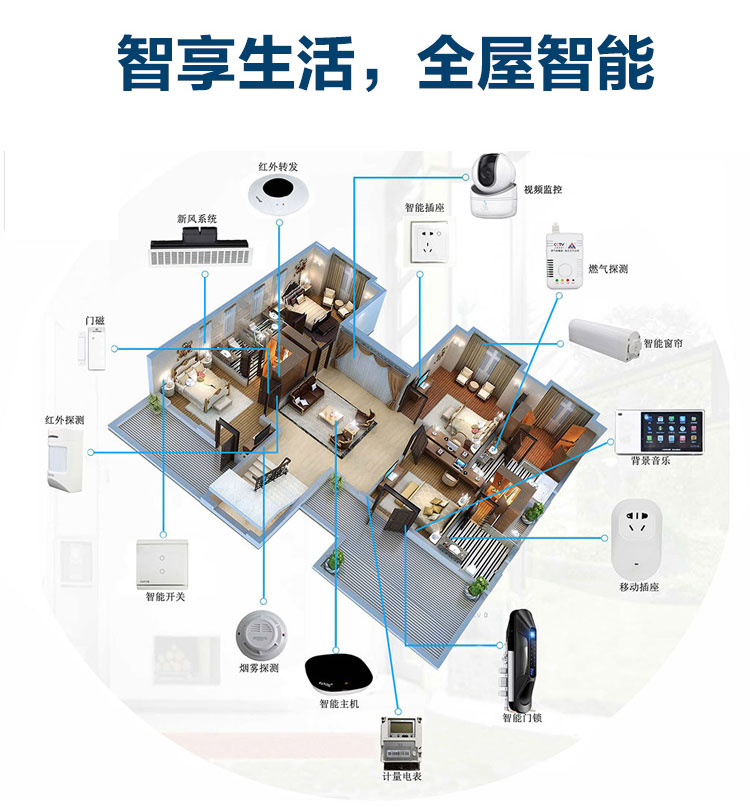 智享生活，全屋智能
红外转发
视频监控
智能插座
新风系统
燃气探测
门磁
智能窗帘
红外探测
背景音乐
智能开关
移动插座
烟雾探测
智能主机
智能门锁
计量电表